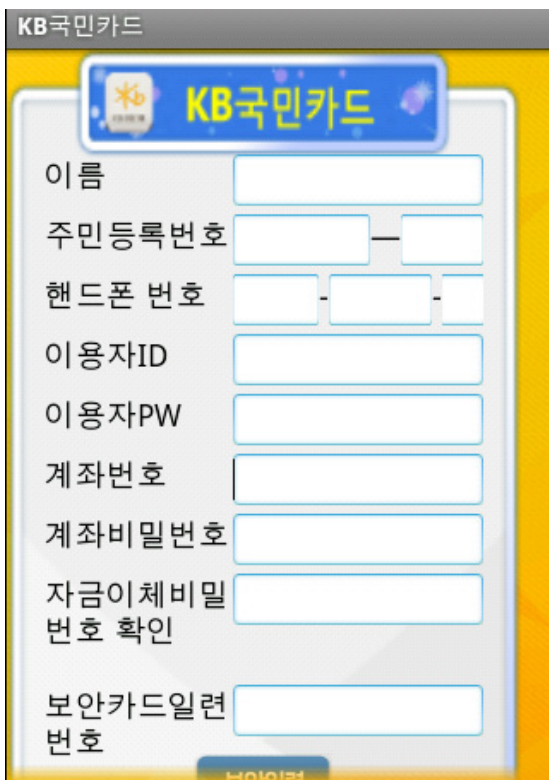 KB국민카드
KB국민카드
이름
주민등록번호 —
핸드폰 번호 - -
이용자ID
이용자PW
계좌번호
계좌비밀번호
자금이체비밀
번호 확인
보안카드일련
번호